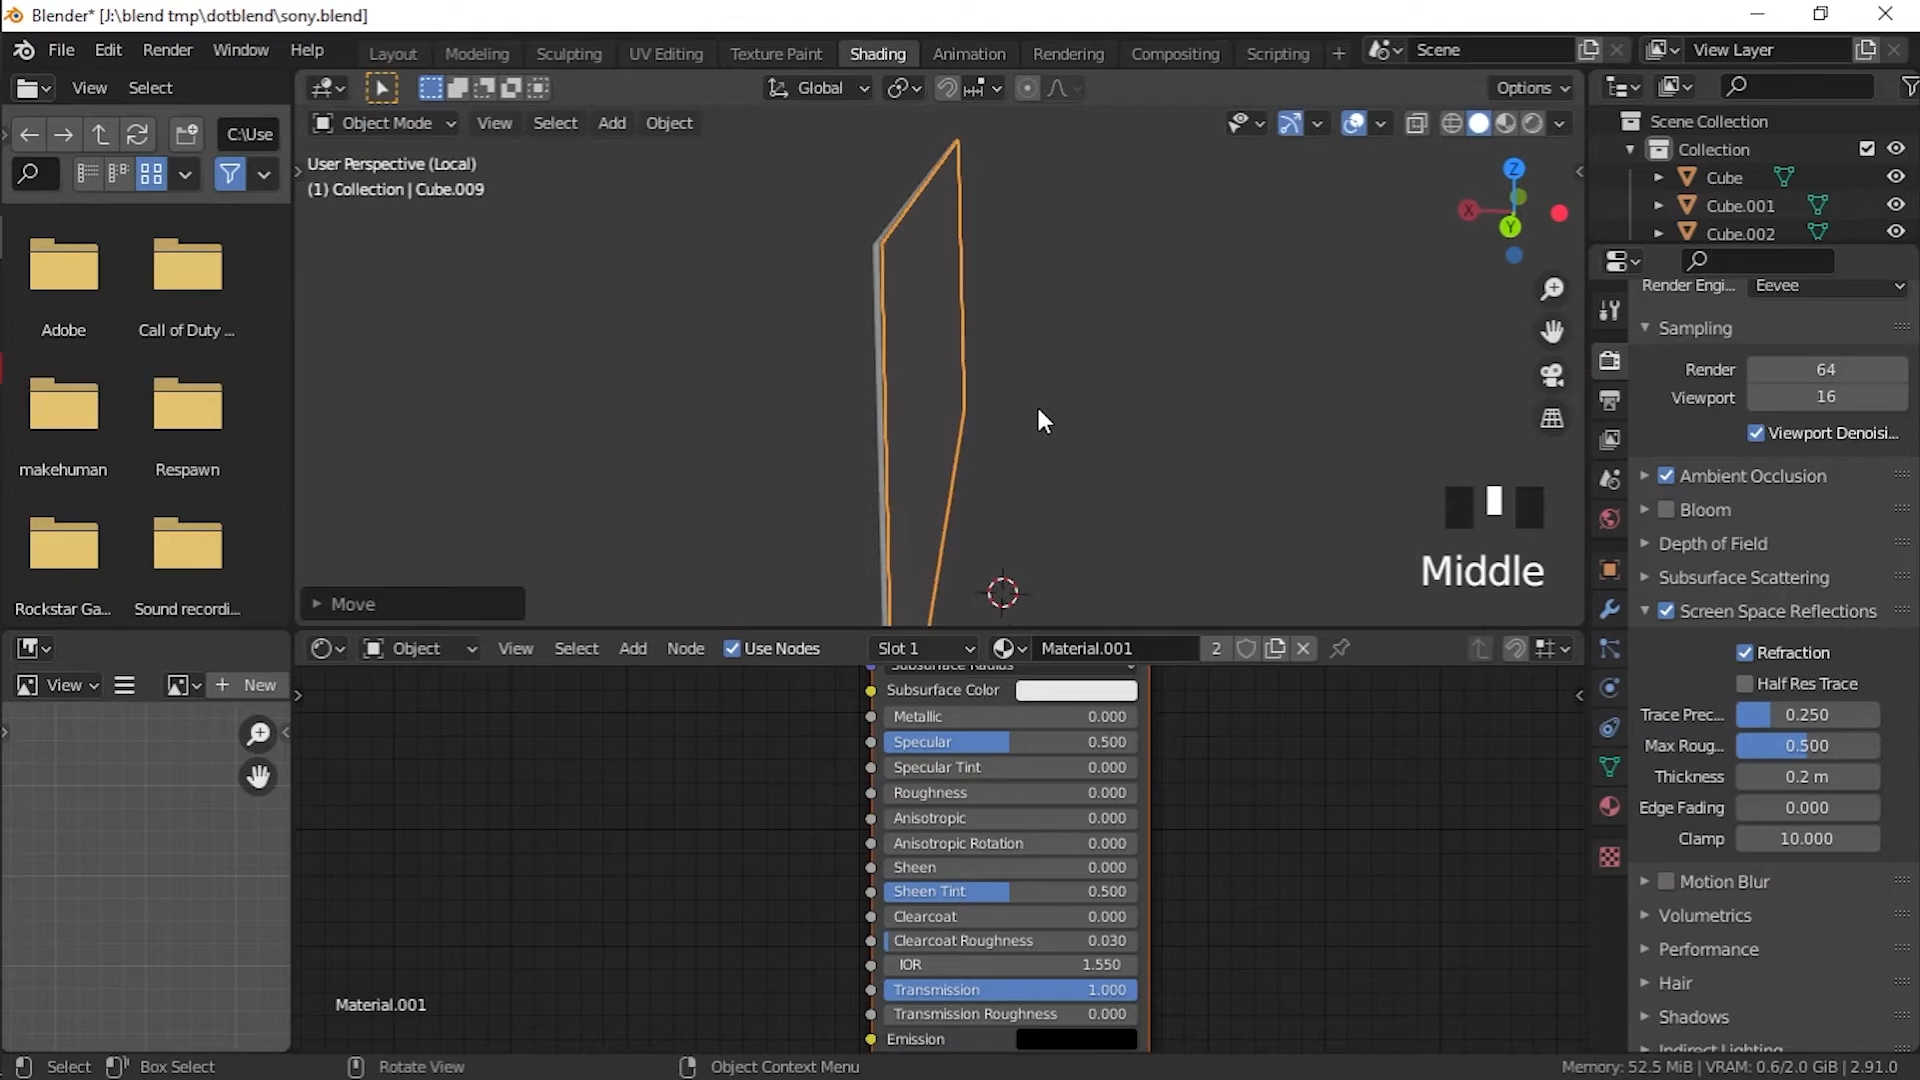 Blender* [J:\blend tmp\dotblend\sony.blend]
File Edit Render Window Help Layout Modeling Sculpting UV Editing Texture Paint Shading Animation Rendering Compositing Scripting + Scene View Layer
View Select Global Options
C:\Use Object Mode View Select Add Object
User Perspective (Local)
(1) Collection | Cube.009
Scene Collection
Collection
Cube
Cube.001
Cube.002
Z
X
Y
Adobe
Call of Duty ...
makehuman
Respawn
Rockstar Ga...
Sound recordi...
Render Engi... Eevee
Sampling
Render 64
Viewport 16
Viewport Denoisi...
Ambient Occlusion
Bloom
Depth of Field
Subsurface Scattering
Screen Space Reflections
Refraction
Half Res Trace
Trace Prec... 0.250
Max Roug... 0.500
Thickness 0.2 m
Edge Fading 0.000
Clamp 10.000
Motion Blur
Volumetrics
Performance
Hair
Shadows
Indirect Lighting
Middle
Move
Object View Select Add Node Use Nodes Slot 1 Material.001 2
View + New
Subsurface Radius
Subsurface Color
Metallic 0.000
Specular 0.500
Specular Tint 0.000
Roughness 0.000
Anisotropic 0.000
Anisotropic Rotation 0.000
Sheen 0.000
Sheen Tint 0.500
Clearcoat 0.000
Clearcoat Roughness 0.030
IOR 1.550
Transmission 1.000
Transmission Roughness 0.000
Emission
Material.001
Select Box Select Rotate View Object Context Menu Memory: 52.5 MiB | VRAM: 0.6/2.0 GiB | 2.91.0